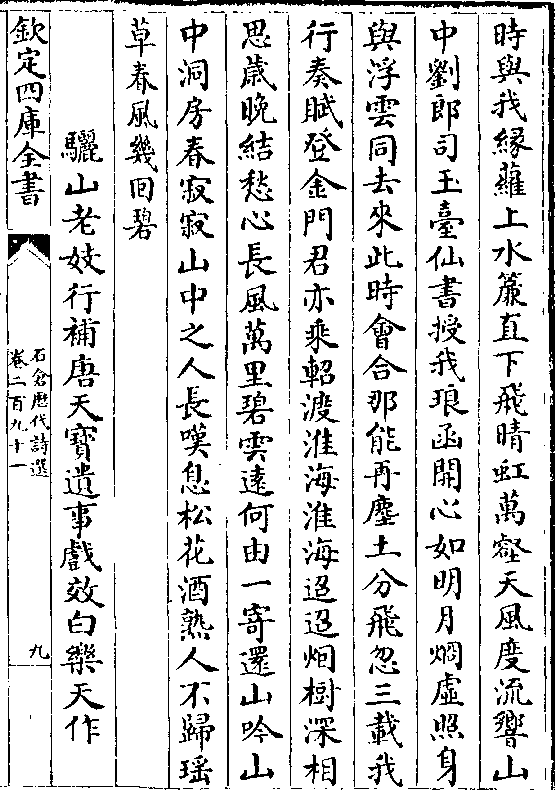 時與我緣蘿上水簾直下飛晴虹萬壑天風度流響山
中劉郎司玉臺仙書授我琅函開心如明月烱虛照身
與浮雲同去來此時會合那能再塵土分飛忽三載我
行奏賦登金門君亦乘軺渡淮海淮海迢迢烟樹深相
思歲晚結愁心長風萬里碧雲遠何由一寄還山吟山
中洞房春寂寂山中之人長嘆息松花酒熟人不歸瑶
草春風幾回碧
驪山老妓行補唐天寶遺事戲效白樂天作
欽定四庫全書
石倉歷代詩選
卷二百九十一
九